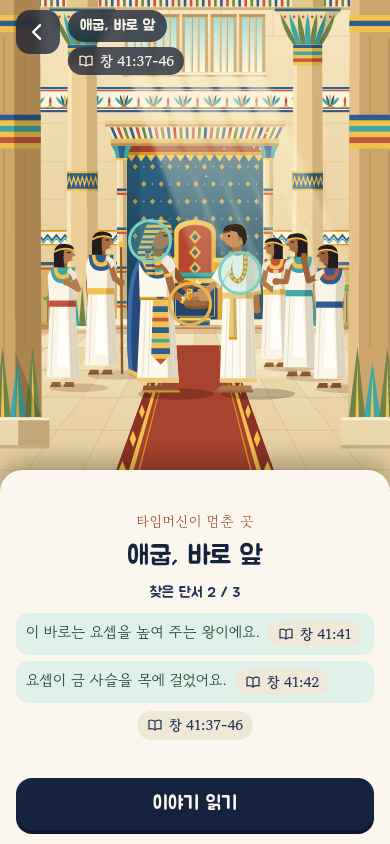 애굽, 바로 앞
창 41:37-46
타임머신이 멈춘 곳
애굽, 바로 앞
찾은 단서 2 / 3
이 바로는 요셉을 높여 주는 왕이에요. 창 41:41
요셉이 금 사슬을 목에 걸었어요. 창 41:42
창 41:37-46
이야기 읽기